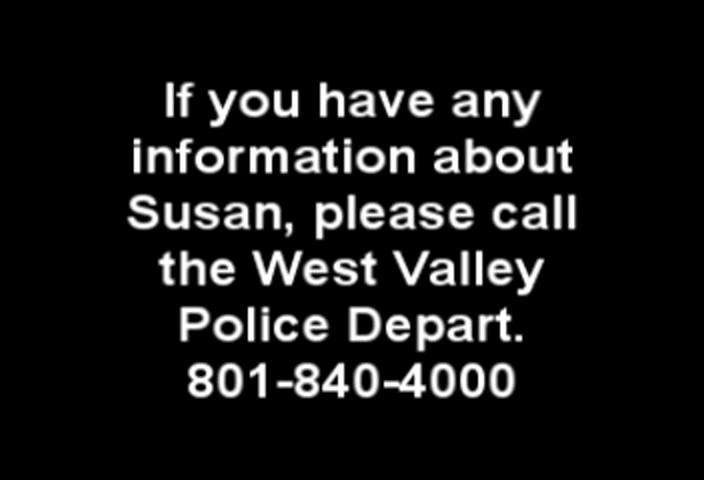 If you have any
information about
Susan, please call
the West Valley
Police Depart.
801-840-4000